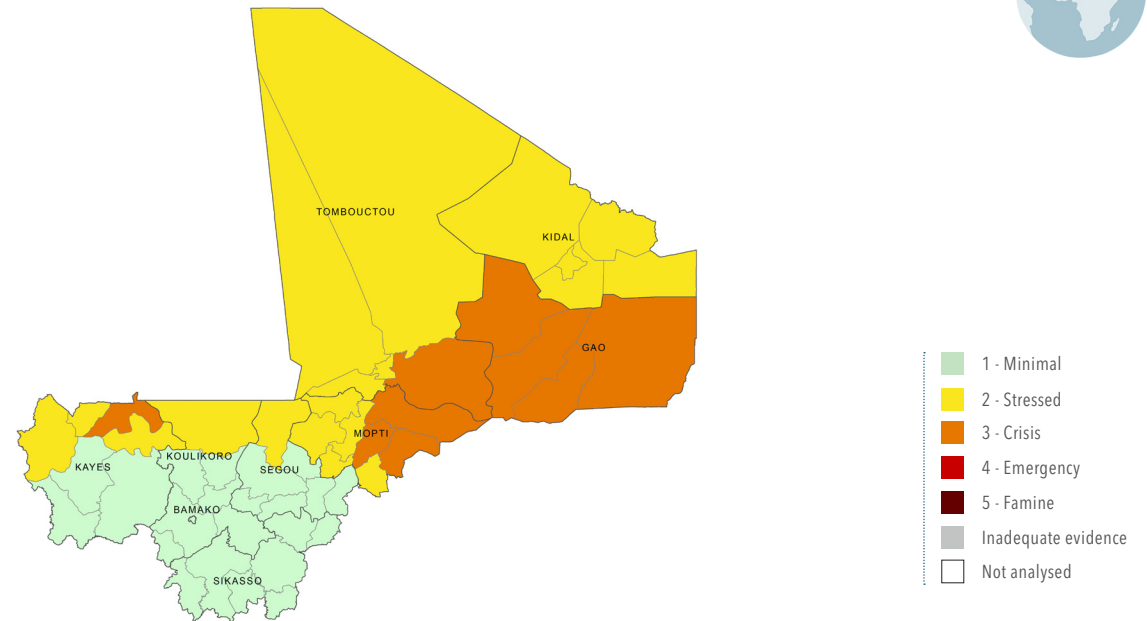 TOMBOUCTOU
KIDAL
GAO
MOPTI
KOULIKORO
KAYES
SEGOU
BAMAKO
SIKASSO
1 - Minimal
2 - Stressed
3 - Crisis
4 - Emergency
5 - Famine
Inadequate evidence
Not analysed